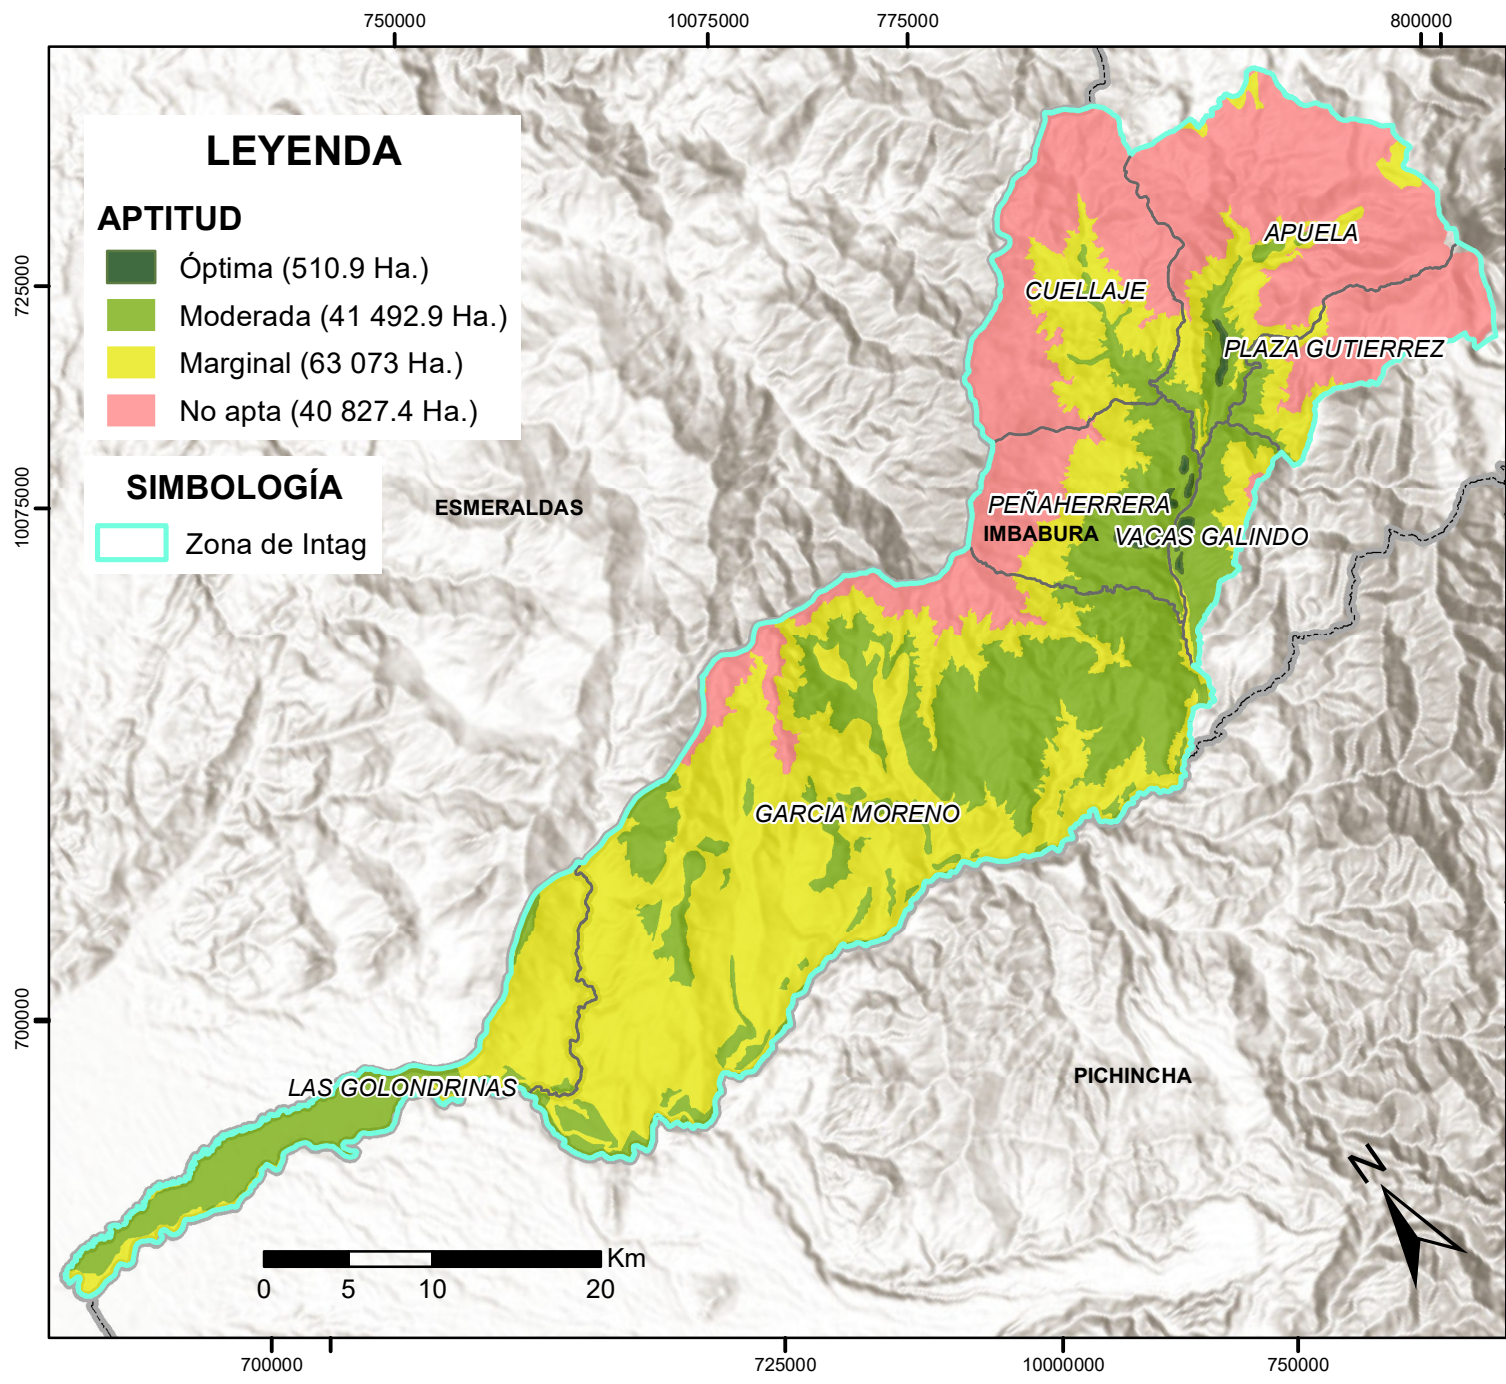 750000
10075000
775000
800000
LEYENDA
APTITUD
Óptima (510.9 Ha.)
Moderada (41 492.9 Ha.)
Marginal (63 073 Ha.)
No apta (40 827.4 Ha.)
SIMBOLOGÍA
Zona de Intag
725000
10075000
700000
APUELA
CUELLAJE
PLAZA GUTIERREZ
ESMERALDAS
PEÑAHERRERA
IMBABURA
VACAS GALINDO
GARCIA MORENO
PICHINCHA
LAS GOLONDRINAS
N
Km
0
5
10
20
700000
725000
10000000
750000